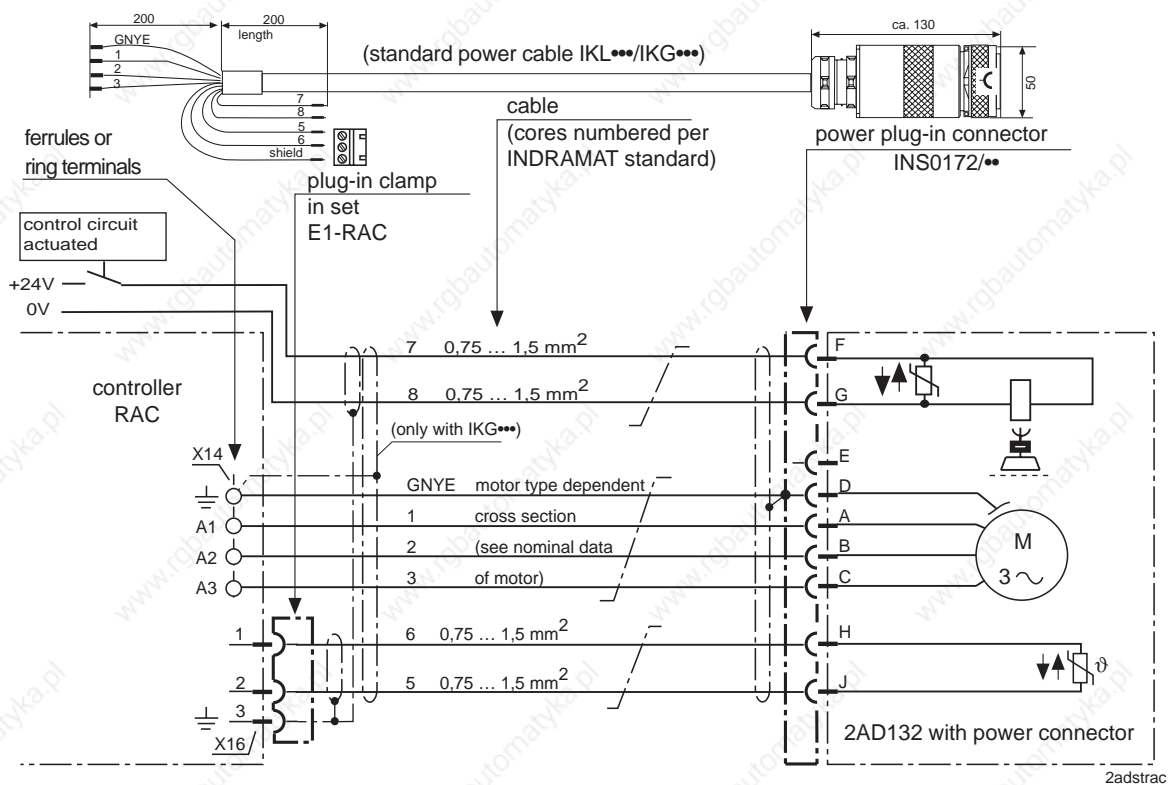 200
200
length
GNYE
1
2
3
7
8
5
6
shield
(standard power cable IKL•••/IKG•••)
ca. 130
50
cable
(cores numbered per
INDRAMAT standard)
power plug-in connector
INS0172/••
ferrules or
ring terminals
plug-in clamp
in set
E1-RAC
control circuit
actuated
+24V
0V
controller
RAC
7 0,75 ... 1,5 mm²
8 0,75 ... 1,5 mm²
(only with IKG•••)
X14
GNYE motor type dependent
A1 1 cross section
A2 2 (see nominal data
A3 3 of motor)
1 6 0,75 ... 1,5 mm²
2 5 0,75 ... 1,5 mm²
3
X16
F
G
E
D
A
B
C
H
J
M
3 ~
ϑ
2AD132 with power connector
2adstrac
www.rgbautomatyka.pl